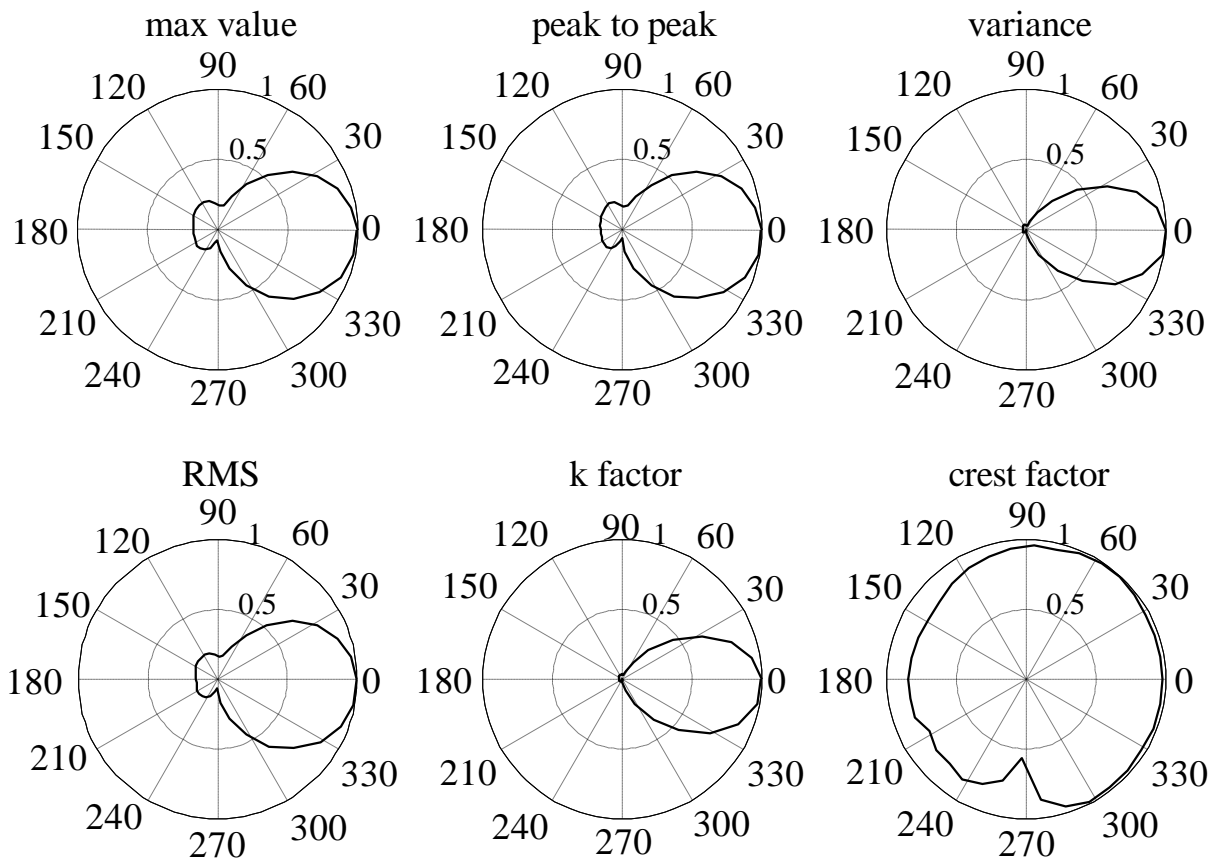 max value peak to peak variance
90 90 90
120 1 60 120 1 60 120 1 60
150 30 150 30 150 30
0.5 0.5 0.5
180 0 180 0 180 0
210 330 210 330 210 330
240 300 240 300 240 300
270 270 270
RMS k factor crest factor
90 90 90
120 1 60 120 1 60 120 1 60
150 30 150 30 150 30
0.5 0.5 0.5
180 0 180 0 180 0
210 330 210 330 210 330
240 300 240 300 240 300
270 270 270